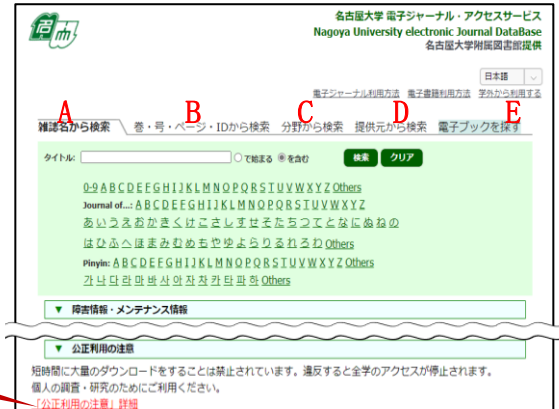 名古屋大学 電子ジャーナル・アクセスサービス
Nagoya University electronic Journal DataBase
名古屋大学附属図書館提供
日本語
電子ジャーナル利用方法 電子書籍利用方法 学外から利用する
A B C D E
雑誌名から検索 巻・号・ページ・IDから検索 分野から検索 提供元から検索 電子ブックを探す
タイトル: で始まる を含む 検索 クリア
0-9 A B C D E F G H I J K L M N O P Q R S T U V W X Y Z Others
Journal of...: A B C D E F G H I J K L M N O P Q R S T U V W X Y Z
あ い う え お か き く け こ さ し す せ そ た ち つ て と な に ぬ ね の
は ひ ふ へ ほ ま み む め も や ゆ よ ら り る れ ろ わ Others
Pinyin: A B C D E F G H I J K L M N O P Q R S T U V W X Y Z Others
가 나 다 라 마 바 사 아 자 차 카 타 파 하 Others
▼ 障害情報・メンテナンス情報
▼ 公正利用の注意
短時間に大量のダウンロードをすることは禁止されています。違反すると全学のアクセスが停止されます。
個人の調査・研究のためにご利用ください。
「公正利用の注意」詳細